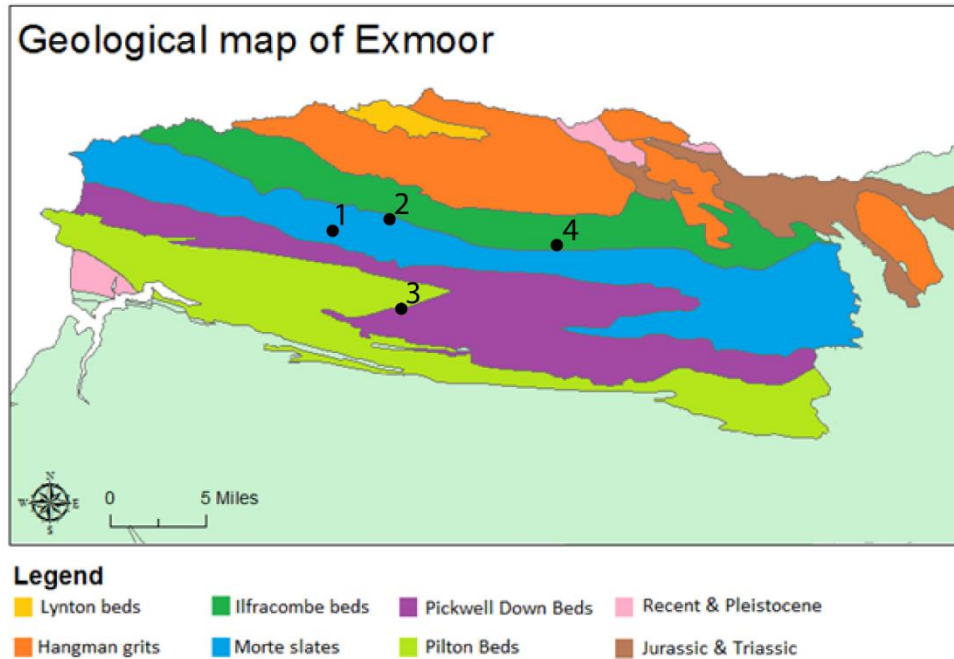 Geological map of Exmoor
1
2
4
3
N
W E
S
0 5 Miles
Legend
Lynton beds Ilfracombe beds Pickwell Down Beds Recent & Pleistocene
Hangman grits Morte slates Pilton Beds Jurassic & Triassic